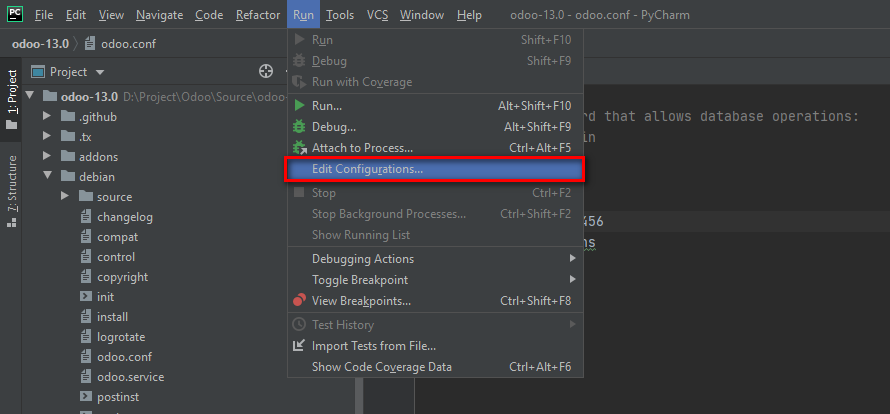 PC File Edit View Navigate Code Refactor Run Tools VCS Window Help odoo-13.0 - odoo.conf - PyCharm
odoo-13.0 odoo.conf
1: Project
7: Structure
Project
odoo-13.0 D:\Project\Odoo\Source\odoo-
.github
.tx
addons
debian
source
changelog
compat
control
copyright
init
install
logrotate
odoo.conf
odoo.service
postinst
Run Shift+F10
Debug Shift+F9
Run with Coverage
Run... Alt+Shift+F10
Debug... Alt+Shift+F9
Attach to Process... Ctrl+Alt+F5
Edit Configurations...
Stop Ctrl+F2
Stop Background Processes... Ctrl+Shift+F2
Show Running List
Debugging Actions
Toggle Breakpoint
View Breakpoints... Ctrl+Shift+F8
Test History
Import Tests from File...
Show Code Coverage Data Ctrl+Alt+F6
rd that allows database operations:
in
456
ns